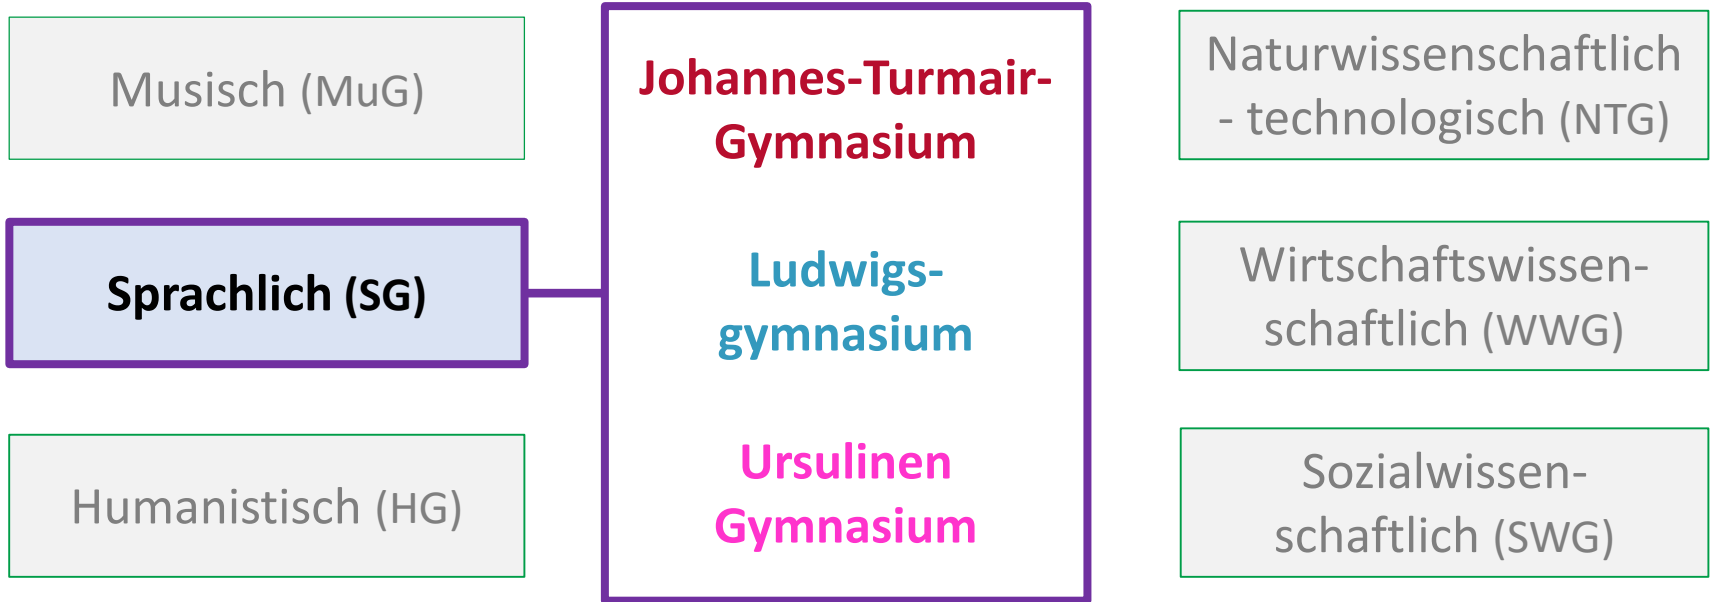 Musisch (MuG)
Sprachlich (SG)
Humanistisch (HG)
Johannes-Turmair-
Gymnasium
Ludwigs-
gymnasium
Ursulinen
Gymnasium
Naturwissenschaftlich
- technologisch (NTG)
Wirtschaftswissen-
schaftlich (WWG)
Sozialwissen-
schaftlich (SWG)